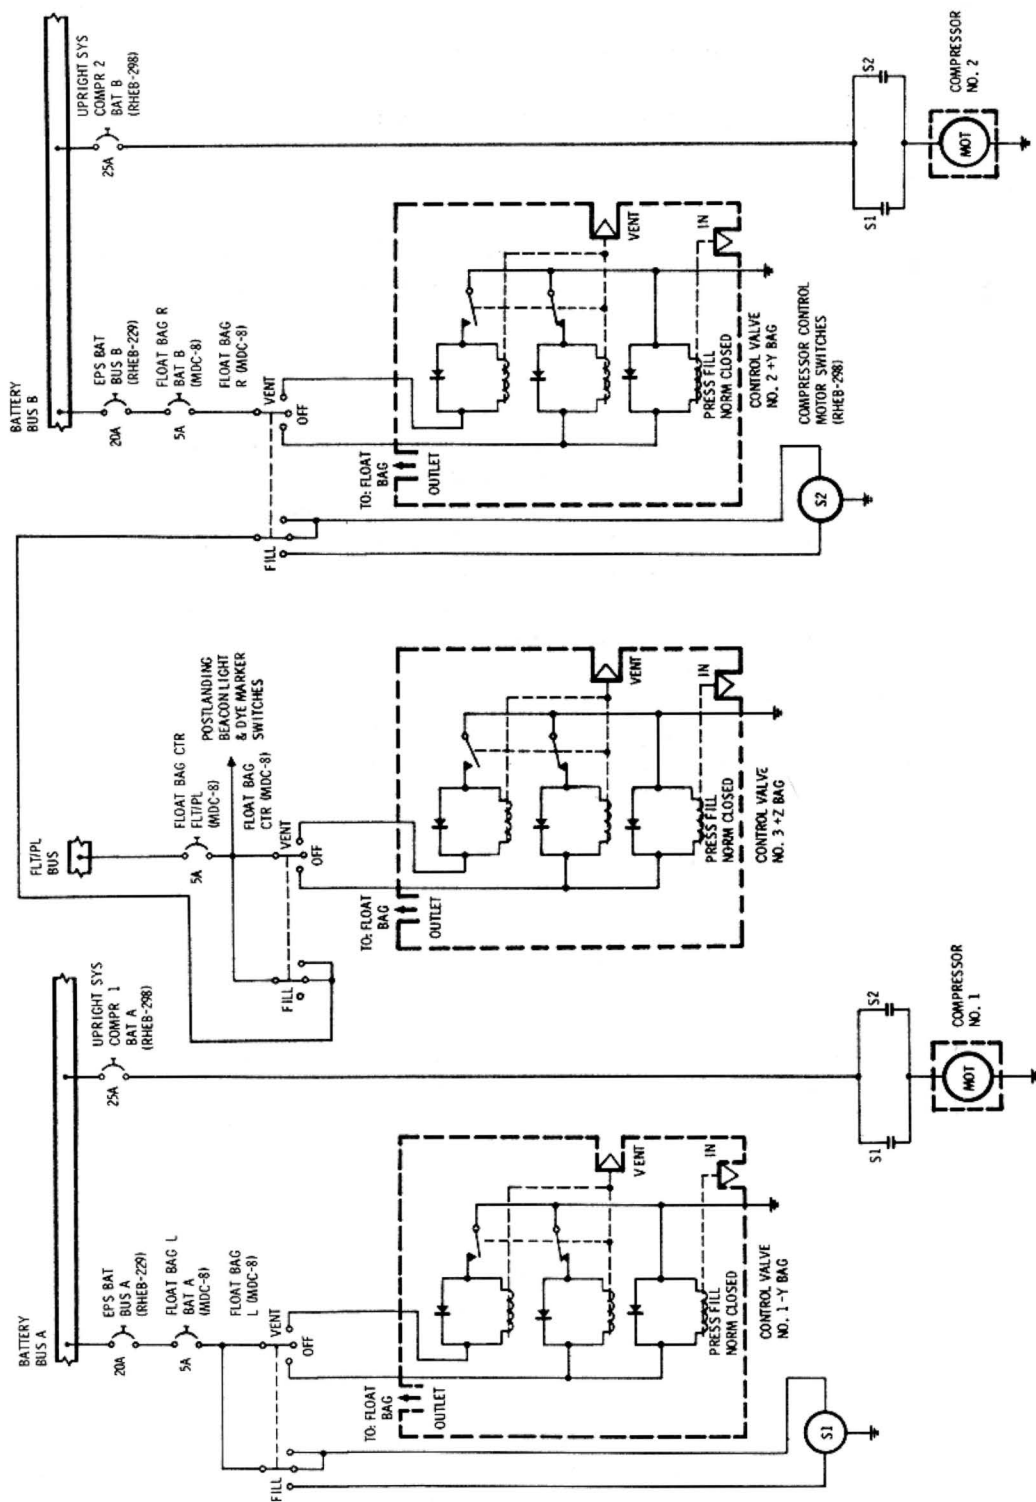 BATTERY
BUS A
EPS BAT
BUS A
(RHEB-229)
20A
FLOAT BAG L
BAT A
(MDC-8)
5A
FLOAT BAG
L (MDC-8)
VENT
OFF
FILL
UPRIGHT SYS
COMPR 1
BAT A
(RHEB-298)
25A
TO: FLOAT
BAG
OUTLET
VENT
IN
PRESS FILL
NORM CLOSED
CONTROL VALVE
NO. 1 -Y BAG
S1
S1
S2
MOT
COMPRESSOR
NO. 1
FLT/PL
BUS
FLOAT BAG CTR
FLT/PL
(MDC-8)
5A
POSTLANDING
BEACON LIGHT
& DYE MARKER
SWITCHES
FLOAT BAG
CTR (MDC-8)
VENT
OFF
FILL
TO: FLOAT
BAG
OUTLET
VENT
IN
PRESS FILL
NORM CLOSED
CONTROL VALVE
NO. 3 +Z BAG
BATTERY
BUS B
EPS BAT
BUS B
(RHEB-229)
20A
FLOAT BAG R
BAT B
(MDC-8)
5A
FLOAT BAG
R (MDC-8)
VENT
OFF
FILL
UPRIGHT SYS
COMPR 2
BAT B
(RHEB-298)
25A
TO: FLOAT
BAG
OUTLET
VENT
IN
PRESS FILL
NORM CLOSED
CONTROL VALVE
NO. 2 +Y BAG
COMPRESSOR CONTROL
MOTOR SWITCHES
(RHEB-298)
S2
S1
S2
MOT
COMPRESSOR
NO. 2